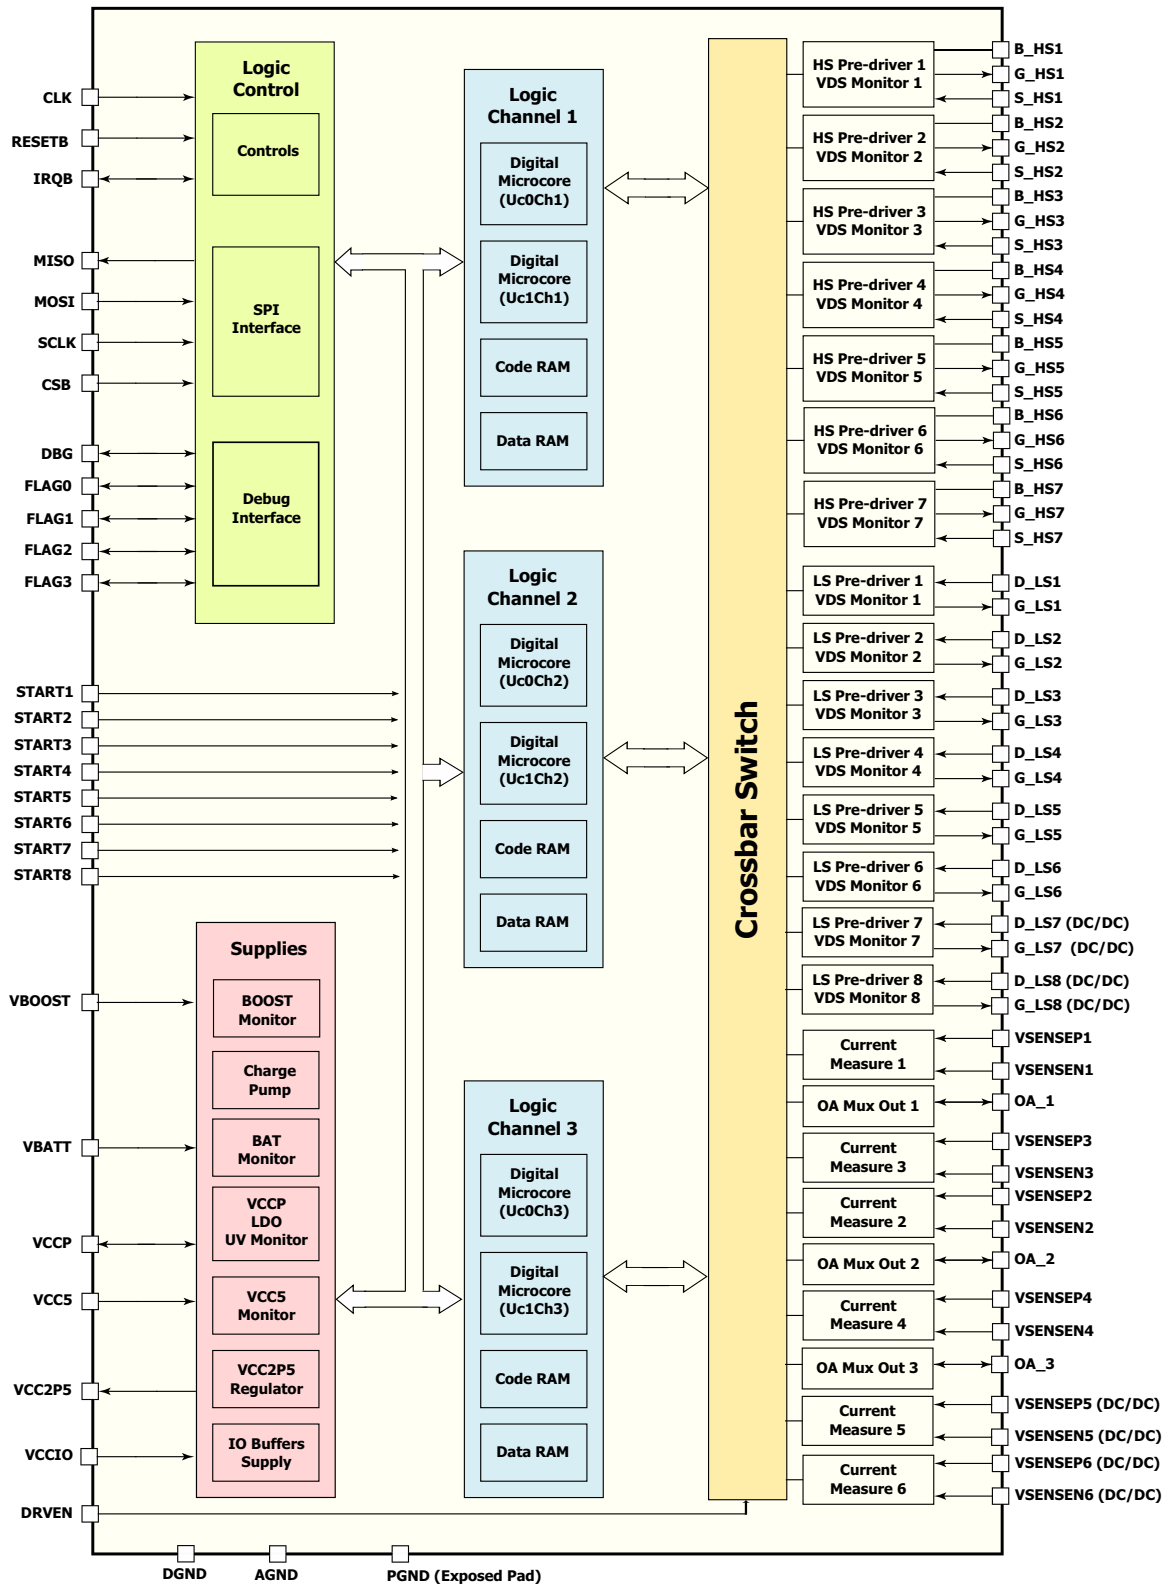 CLK
RESETB
IRQB
MISO
MOSI
SCLK
CSB
DBG
FLAG0
FLAG1
FLAG2
FLAG3
START1
START2
START3
START4
START5
START6
START7
START8
VBOOST
VBATT
VCCP
VCC5
VCC2P5
VCCIO
DRVEN
Logic
Control
Controls
SPI
Interface
Debug
Interface
Supplies
BOOST
Monitor
Charge
Pump
BAT
Monitor
VCCP
LDO
UV Monitor
VCC5
Monitor
VCC2P5
Regulator
IO Buffers
Supply
Logic
Channel 1
Digital
Microcore
(Uc0Ch1)
Digital
Microcore
(Uc1Ch1)
Code RAM
Data RAM
Logic
Channel 2
Digital
Microcore
(Uc0Ch2)
Digital
Microcore
(Uc1Ch2)
Code RAM
Data RAM
Logic
Channel 3
Digital
Microcore
(Uc0Ch3)
Digital
Microcore
(Uc1Ch3)
Code RAM
Data RAM
Crossbar Switch
HS Pre-driver 1
VDS Monitor 1
HS Pre-driver 2
VDS Monitor 2
HS Pre-driver 3
VDS Monitor 3
HS Pre-driver 4
VDS Monitor 4
HS Pre-driver 5
VDS Monitor 5
HS Pre-driver 6
VDS Monitor 6
HS Pre-driver 7
VDS Monitor 7
LS Pre-driver 1
VDS Monitor 1
LS Pre-driver 2
VDS Monitor 2
LS Pre-driver 3
VDS Monitor 3
LS Pre-driver 4
VDS Monitor 4
LS Pre-driver 5
VDS Monitor 5
LS Pre-driver 6
VDS Monitor 6
LS Pre-driver 7
VDS Monitor 7
LS Pre-driver 8
VDS Monitor 8
Current
Measure 1
OA Mux Out 1
Current
Measure 3
Current
Measure 2
OA Mux Out 2
Current
Measure 4
OA Mux Out 3
Current
Measure 5
Current
Measure 6
B_HS1
G_HS1
S_HS1
B_HS2
G_HS2
S_HS2
B_HS3
G_HS3
S_HS3
B_HS4
G_HS4
S_HS4
B_HS5
G_HS5
S_HS5
B_HS6
G_HS6
S_HS6
B_HS7
G_HS7
S_HS7
D_LS1
G_LS1
D_LS2
G_LS2
D_LS3
G_LS3
D_LS4
G_LS4
D_LS5
G_LS5
D_LS6
G_LS6
D_LS7 (DC/DC)
G_LS7 (DC/DC)
D_LS8 (DC/DC)
G_LS8 (DC/DC)
VSENSEP1
VSENSEN1
OA_1
VSENSEP3
VSENSEN3
VSENSEP2
VSENSEN2
OA_2
VSENSEP4
VSENSEN4
OA_3
VSENSEP5 (DC/DC)
VSENSEN5 (DC/DC)
VSENSEP6 (DC/DC)
VSENSEN6 (DC/DC)
DGND
AGND
PGND (Exposed Pad)